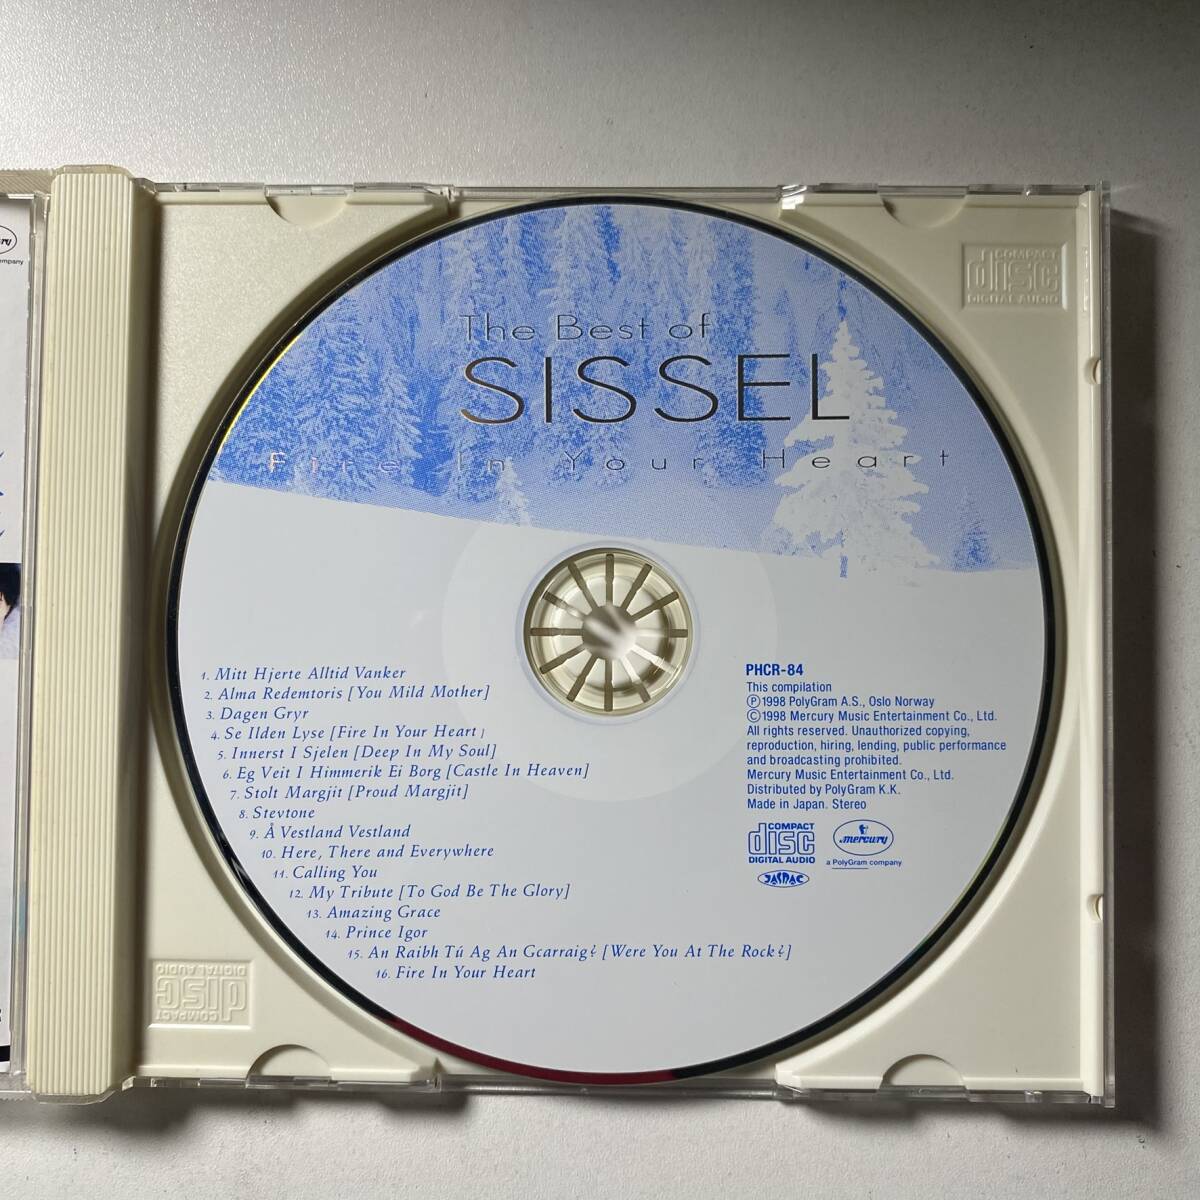 The Best of
SISSEL
Fire In Your Heart
1. Mitt Hjerte Alltid Vanker
2. Alma Redemtoris [You Mild Mother]
3. Dagen Gryr
4. Se Ilden Lyse [Fire In Your Heart]
5. Innerst I Sjelen [Deep In My Soul]
6. Eg Veit I Himmerik Ei Borg [Castle In Heaven]
7. Stolt Margjit [Proud Margjit]
8. Stevtone
9. Å Vestland Vestland
10. Here, There and Everywhere
11. Calling You
12. My Tribute [To God Be The Glory]
13. Amazing Grace
14. Prince Igor
15. An Raibh Tú Ag An Gcarraig? [Were You At The Rock?]
16. Fire In Your Heart
PHCR-84
This compilation
Ⓟ1998 PolyGram A.S., Oslo Norway
©1998 Mercury Music Entertainment Co., Ltd.
All rights reserved. Unauthorized copying,
reproduction, hiring, lending, public performance
and broadcasting prohibited.
Mercury Music Entertainment Co., Ltd.
Distributed by PolyGram K.K.
Made in Japan. Stereo
COMPACT
disc
DIGITAL AUDIO
mercury
a PolyGram company
JASRAC
COMPACT
disc
DIGITAL AUDIO
COMPACT
disc
DIGITAL AUDIO